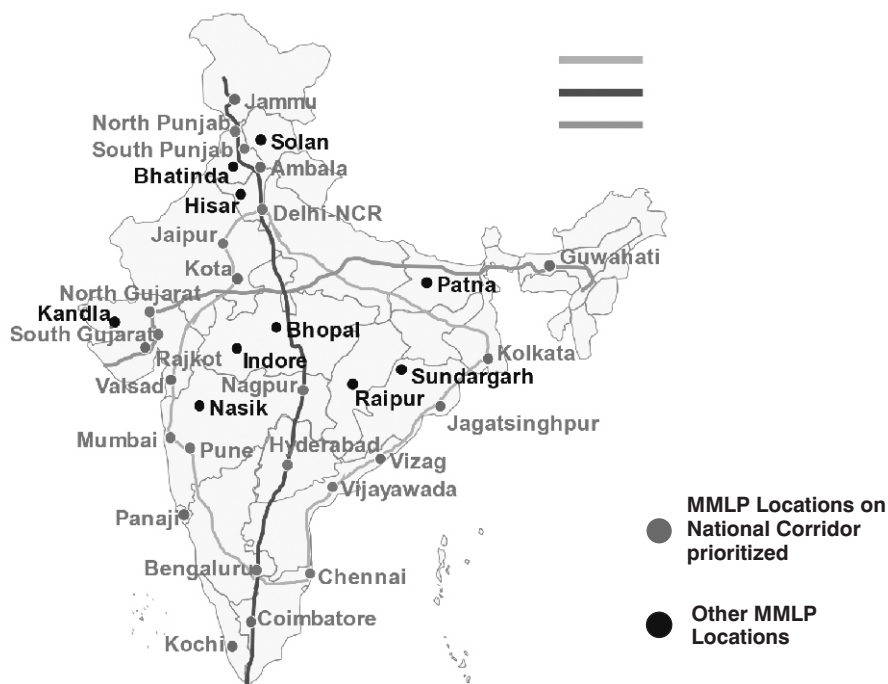 Jammu
North Punjab
South Punjab
Solan
Bhatinda
Ambala
Hisar
Delhi-NCR
Jaipur
Kota
Guwahati
North Gujarat
Patna
Kandla
South Gujarat
Bhopal
Rajkot
Indore
Kolkata
Valsad
Nagpur
Sundargarh
Raipur
Nasik
Jagatsinghpur
Mumbai
Pune
Hyderabad
Vizag
Vijayawada
Panaji
Bengaluru
Chennai
Coimbatore
Kochi
MMLP Locations on
National Corridor
prioritized
Other MMLP
Locations